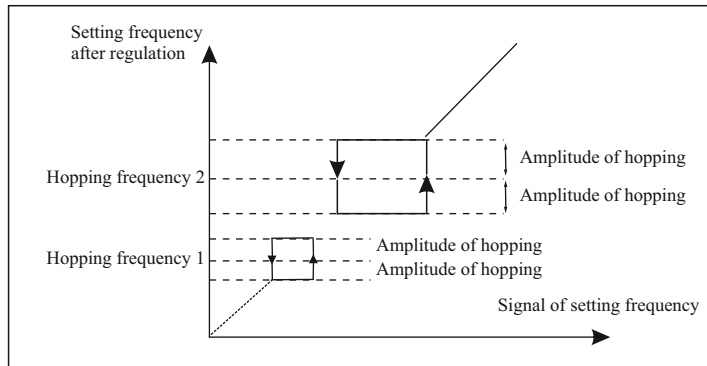 Setting frequency
after regulation
Amplitude of hopping
Hopping frequency 2
Amplitude of hopping
Amplitude of hopping
Hopping frequency 1
Amplitude of hopping
Signal of setting frequency